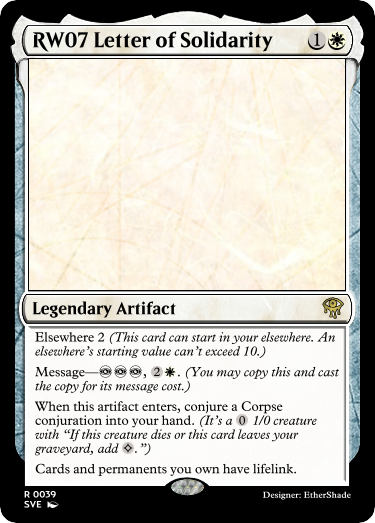 RW07 Letter of Solidarity 1
Legendary Artifact
Elsewhere 2 (This card can start in your elsewhere. An
elsewhere's starting value can't exceed 10.)
Message—, 2. (You may copy this and cast
the copy for its message cost.)
When this artifact enters, conjure a Corpse
conjuration into your hand. (It's a 0 1/0 creature
with "If this creature dies or this card leaves your
graveyard, add .")
Cards and permanents you own have lifelink.
R 0039
SVE
Designer: EtherShade